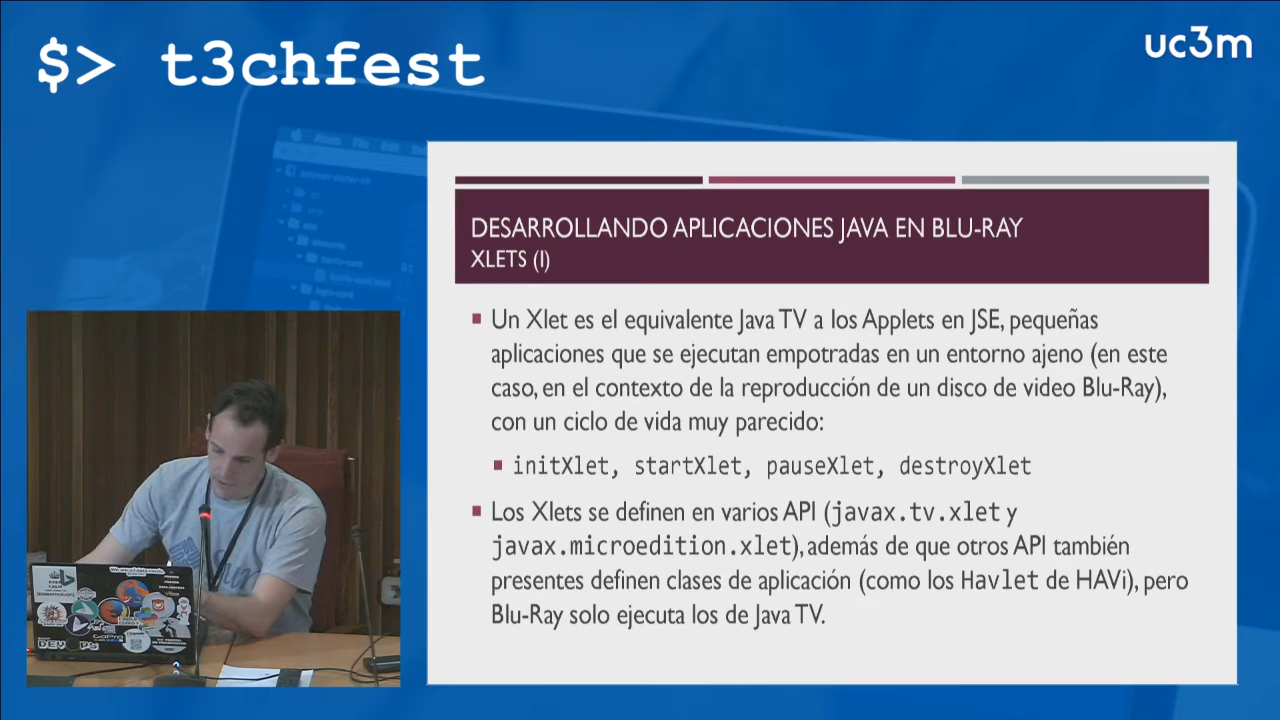 $> t3chfest
uc3m
DESARROLLANDO APLICACIONES JAVA EN BLU-RAY
XLETS (I)
Un Xlet es el equivalente Java TV a los Applets en JSE, pequeñas
aplicaciones que se ejecutan empotradas en un entorno ajeno (en este
caso, en el contexto de la reproducción de un disco de video Blu-Ray),
con un ciclo de vida muy parecido:
initXlet, startXlet, pauseXlet, destroyXlet
Los Xlets se definen en varios API (javax.tv.xlet y
javax.microedition.xlet), además de que otros API también
presentes definen clases de aplicación (como los Havlet de HAVi), pero
Blu-Ray solo ejecuta los de Java TV.
GoPro
DEV